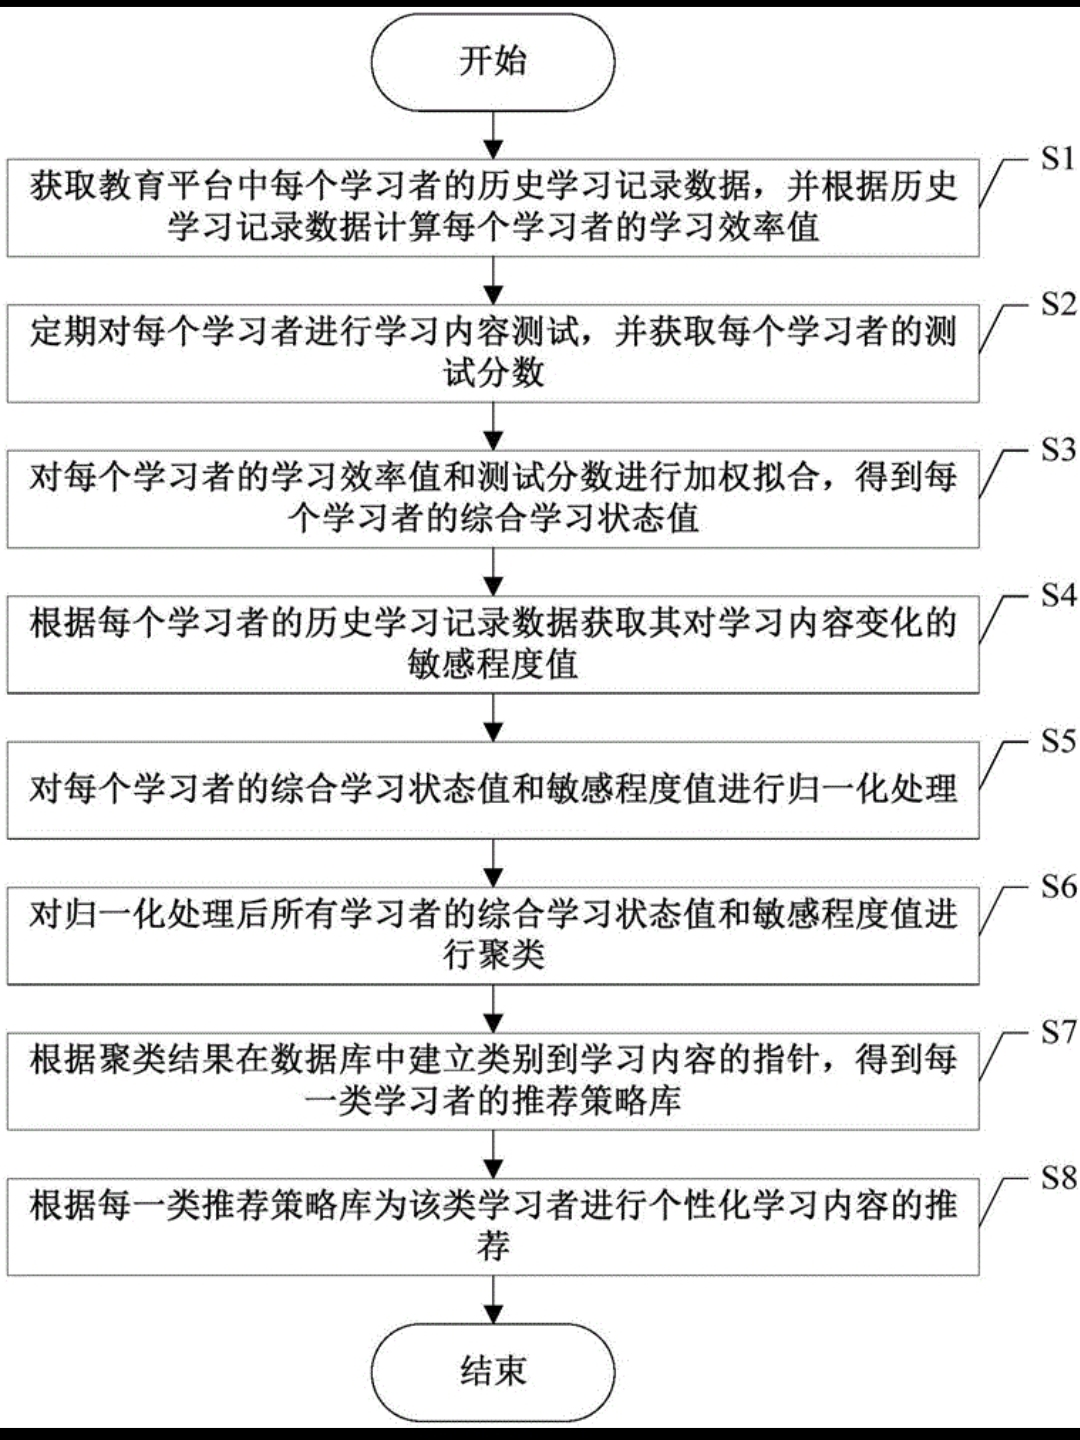 开始
S1
获取教育平台中每个学习者的历史学习记录数据，并根据历史
学习记录数据计算每个学习者的学习效率值
S2
定期对每个学习者进行学习内容测试，并获取每个学习者的测
试分数
S3
对每个学习者的学习效率值和测试分数进行加权拟合，得到每
个学习者的综合学习状态值
S4
根据每个学习者的历史学习记录数据获取其对学习内容变化的
敏感程度值
S5
对每个学习者的综合学习状态值和敏感程度值进行归一化处理
S6
对归一化处理后所有学习者的综合学习状态值和敏感程度值进
行聚类
S7
根据聚类结果在数据库中建立类别到学习内容的指针，得到每
一类学习者的推荐策略库
S8
根据每一类推荐策略库为该类学习者进行个性化学习内容的推
荐
结束